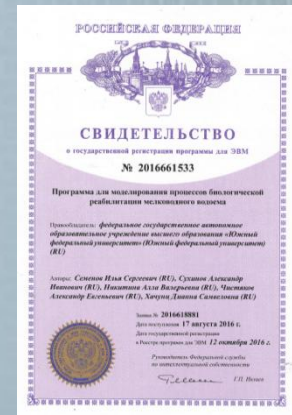 РОССИЙСКАЯ ФЕДЕРАЦИЯ
СВИДЕТЕЛЬСТВО
о государственной регистрации программы для ЭВМ
№ 2016661533
Программа для моделирования процессов биологической
реабилитации мелководного водоема
Правообладатель: федеральное государственное автономное
образовательное учреждение высшего образования «Южный
федеральный университет» (Южный федеральный университет)
(RU)
Авторы: Семенов Илья Сергеевич (RU), Сухинов Александр
Иванович (RU), Никитина Алла Валерьевна (RU), Чистяков
Александр Евгеньевич (RU), Хачунц Дианна Самвеловна (RU)
Заявка № 2016618881
Дата поступления 17 августа 2016 г.
Дата государственной регистрации
в Реестре программ для ЭВМ 12 октября 2016 г.
Руководитель Федеральной службы
по интеллектуальной собственности
Г.П. Ивлиев